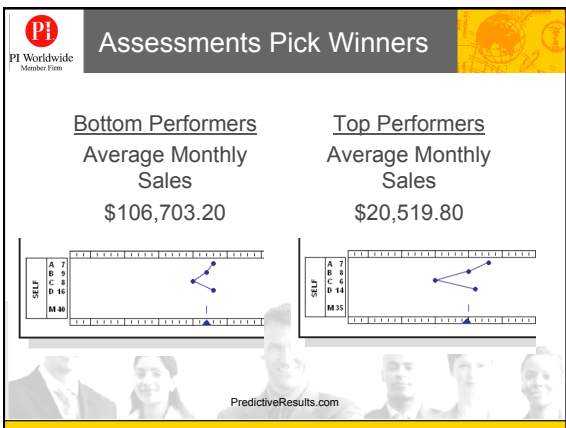 PI
PI Worldwide
Member Firm
Assessments Pick Winners
Bottom Performers
Average Monthly
Sales
$106,703.20
Top Performers
Average Monthly
Sales
$20,519.80
SELF
A 7
B 9
C 8
D 16
M 40
SELF
A 7
B 8
C 6
D 14
M 35
PredictiveResults.com